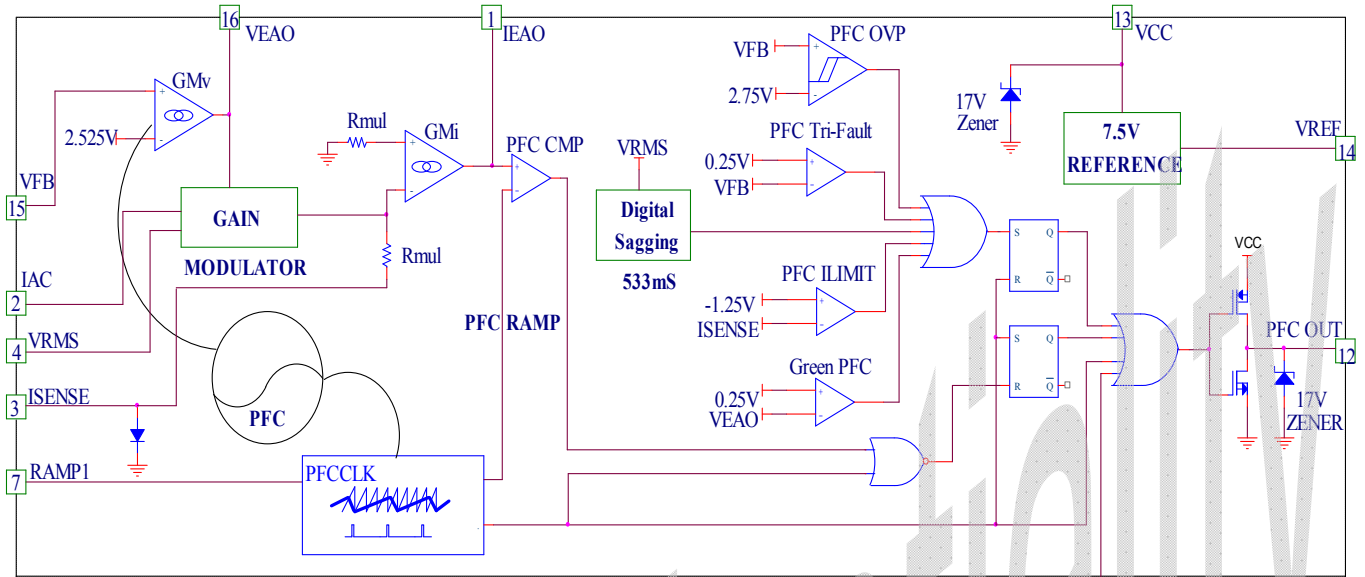 16
VEAO
1
IEAO
13
VCC
PFC OVP
VFB
2.75V
GMv
2.525V
17V
Zener
7.5V
REFERENCE
VREF
14
Rmul
GMi
PFC CMP
PFC Tri-Fault
0.25V
VFB
VRMS
Digital
Sagging
533mS
VFB
15
GAIN
MODULATOR
Rmul
IAC
2
PFC RAMP
PFC ILIMIT
-1.25V
ISENSE
S
Q
R
Q
VCC
VRMS
4
PFC OUT
12
S
Q
R
Q
ISENSE
3
PFC
Green PFC
0.25V
VEAO
17V
ZENER
RAMP1
7
PFCCLK